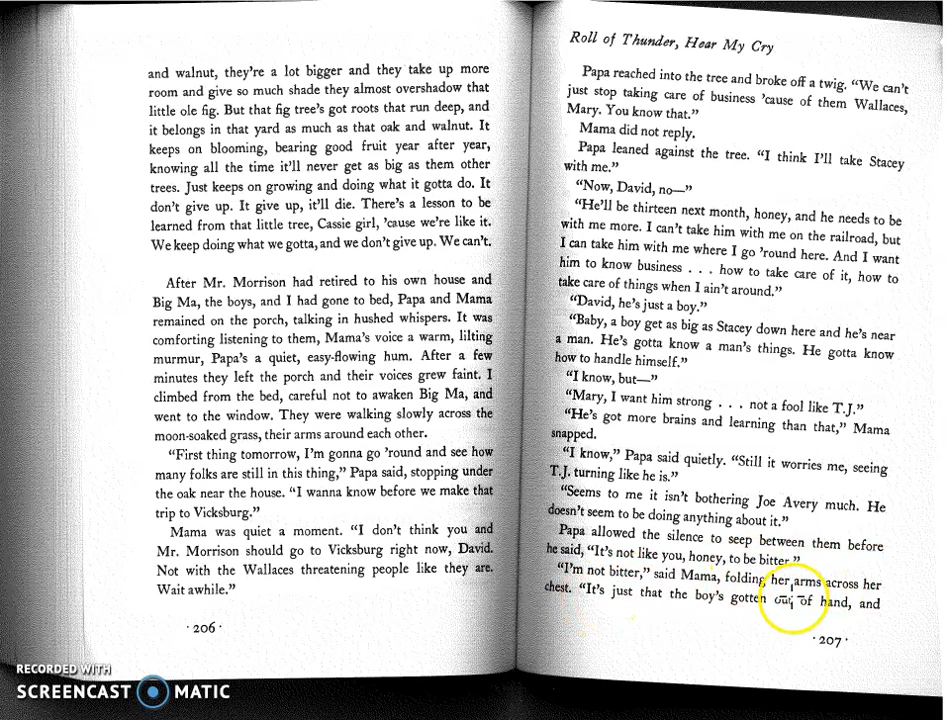 and walnut, they're a lot bigger and they take up more
room and give so much shade they almost overshadow that
little ole fig. But that fig tree's got roots that run deep, and
it belongs in that yard as much as that oak and walnut. It
keeps on blooming, bearing good fruit year after year,
knowing all the time it'll never get as big as them other
trees. Just keeps on growing and doing what it gotta do. It
don't give up. It give up, it'll die. There's a lesson to be
learned from that little tree, Cassie girl, 'cause we're like it.
We keep doing what we gotta, and we don't give up. We can't.
After Mr. Morrison had retired to his own house and
Big Ma, the boys, and I had gone to bed, Papa and Mama
remained on the porch, talking in hushed whispers. It was
comforting listening to them, Mama's voice a warm, lilting
murmur, Papa's a quiet, easy-flowing hum. After a few
minutes they left the porch and their voices grew faint. I
climbed from the bed, careful not to awaken Big Ma, and
went to the window. They were walking slowly across the
moon-soaked grass, their arms around each other.
"First thing tomorrow, I'm gonna go 'round and see how
many folks are still in this thing," Papa said, stopping under
the oak near the house. "I wanna know before we make that
trip to Vicksburg."
Mama was quiet a moment. "I don't think you and
Mr. Morrison should go to Vicksburg right now, David.
Not with the Wallaces threatening people like they are.
Wait awhile."
· 206 ·
Roll of Thunder, Hear My Cry
Papa reached into the tree and broke off a twig. "We can't
just stop taking care of business 'cause of them Wallaces,
Mary. You know that."
Mama did not reply.
Papa leaned against the tree. "I think I'll take Stacey
with me."
"Now, David, no—"
"He'll be thirteen next month, honey, and he needs to be
with me more. I can't take him with me on the railroad, but
I can take him with me where I go 'round here. And I want
him to know business . . . how to take care of it, how to
take care of things when I ain't around."
"David, he's just a boy."
"Baby, a boy get as big as Stacey down here and he's near
a man. He's gotta know a man's things. He gotta know
how to handle himself."
"I know, but—"
"Mary, I want him strong . . . not a fool like T.J."
"He's got more brains and learning than that," Mama
snapped.
"I know," Papa said quietly. "Still it worries me, seeing
T.J. turning like he is."
"Seems to me it isn't bothering Joe Avery much. He
doesn't seem to be doing anything about it."
Papa allowed the silence to seep between them before
he said, "It's not like you, honey, to be bitter."
"I'm not bitter," said Mama, folding her arms across her
chest. "It's just that the boy's gotten out of hand, and
· 207 ·
RECORDED WITH
SCREENCAST MATIC